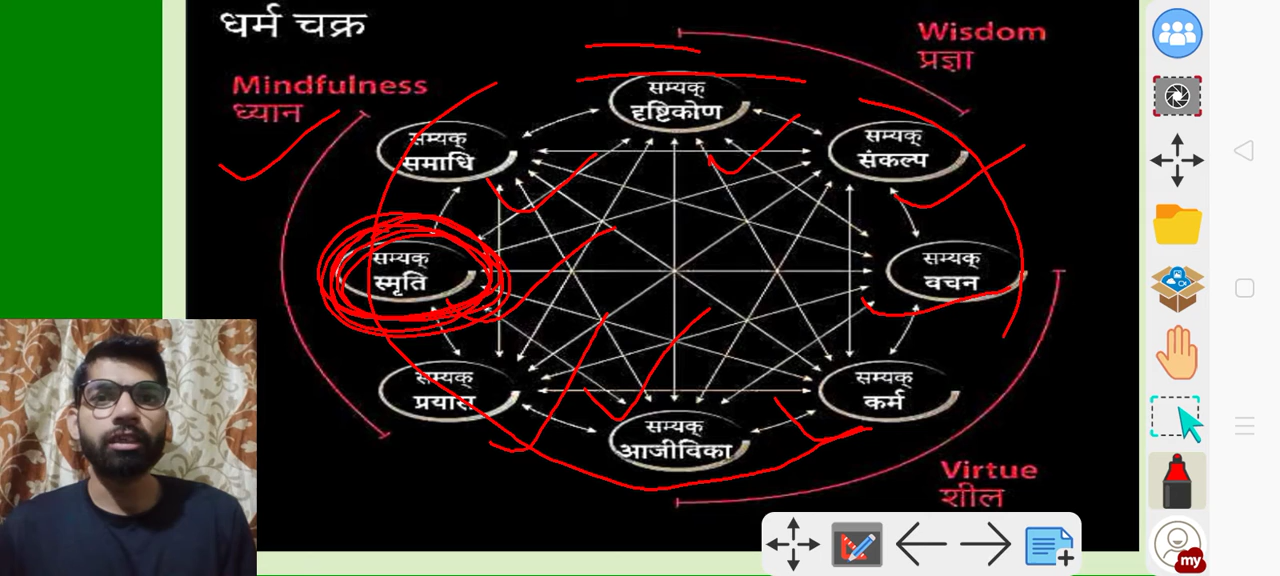 धर्म चक्र
Wisdom
प्रज्ञा
Mindfulness
ध्यान
सम्यक्
दृष्टिकोण
सम्यक्
समाधि
सम्यक्
संकल्प
सम्यक्
स्मृति
सम्यक्
वचन
सम्यक्
प्रयास
सम्यक्
कर्म
सम्यक्
आजीविका
Virtue
शील
my